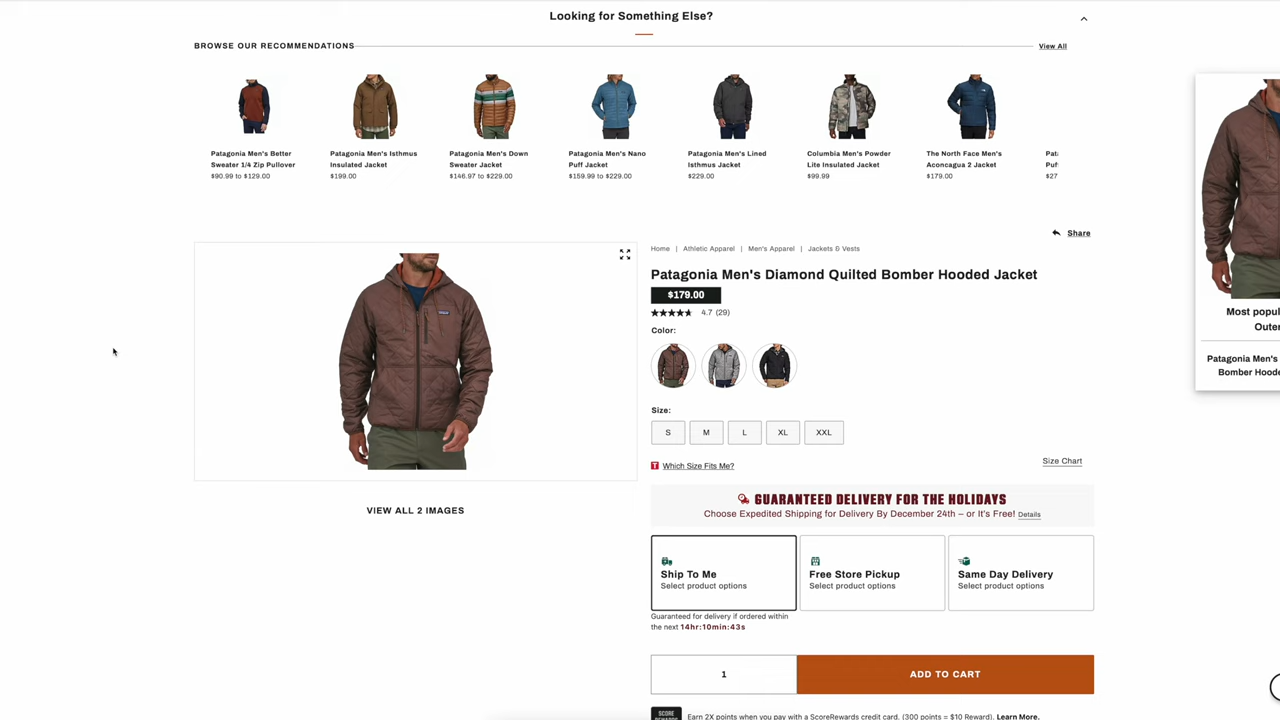 Looking for Something Else?
BROWSE OUR RECOMMENDATIONS
View All
Patagonia Men's Better
Sweater 1/4 Zip Pullover
$90.99 to $129.00
Patagonia Men's Isthmus
Insulated Jacket
$199.00
Patagonia Men's Down
Sweater Jacket
$146.97 to $229.00
Patagonia Men's Nano
Puff Jacket
$159.99 to $229.00
Patagonia Men's Lined
Isthmus Jacket
$229.00
Columbia Men's Powder
Lite Insulated Jacket
$99.99
The North Face Men's
Aconcagua 2 Jacket
$179.00
Share
Home | Athletic Apparel | Men's Apparel | Jackets & Vests
Patagonia Men's Diamond Quilted Bomber Hooded Jacket
$179.00
4.7 (29)
Color:
Size:
S M L XL XXL
Which Size Fits Me?
Size Chart
GUARANTEED DELIVERY FOR THE HOLIDAYS
Choose Expedited Shipping for Delivery By December 24th – or It's Free! Details
Ship To Me
Select product options
Free Store Pickup
Select product options
Same Day Delivery
Select product options
Guaranteed for delivery if ordered within
the next 14hr:10min:43s
1
ADD TO CART
VIEW ALL 2 IMAGES
SCORE
Earn 2X points when you pay with a ScoreRewards credit card. (300 points = $10 Reward). Learn More.
Most popul
Outer
Patagonia Men's
Bomber Hoode